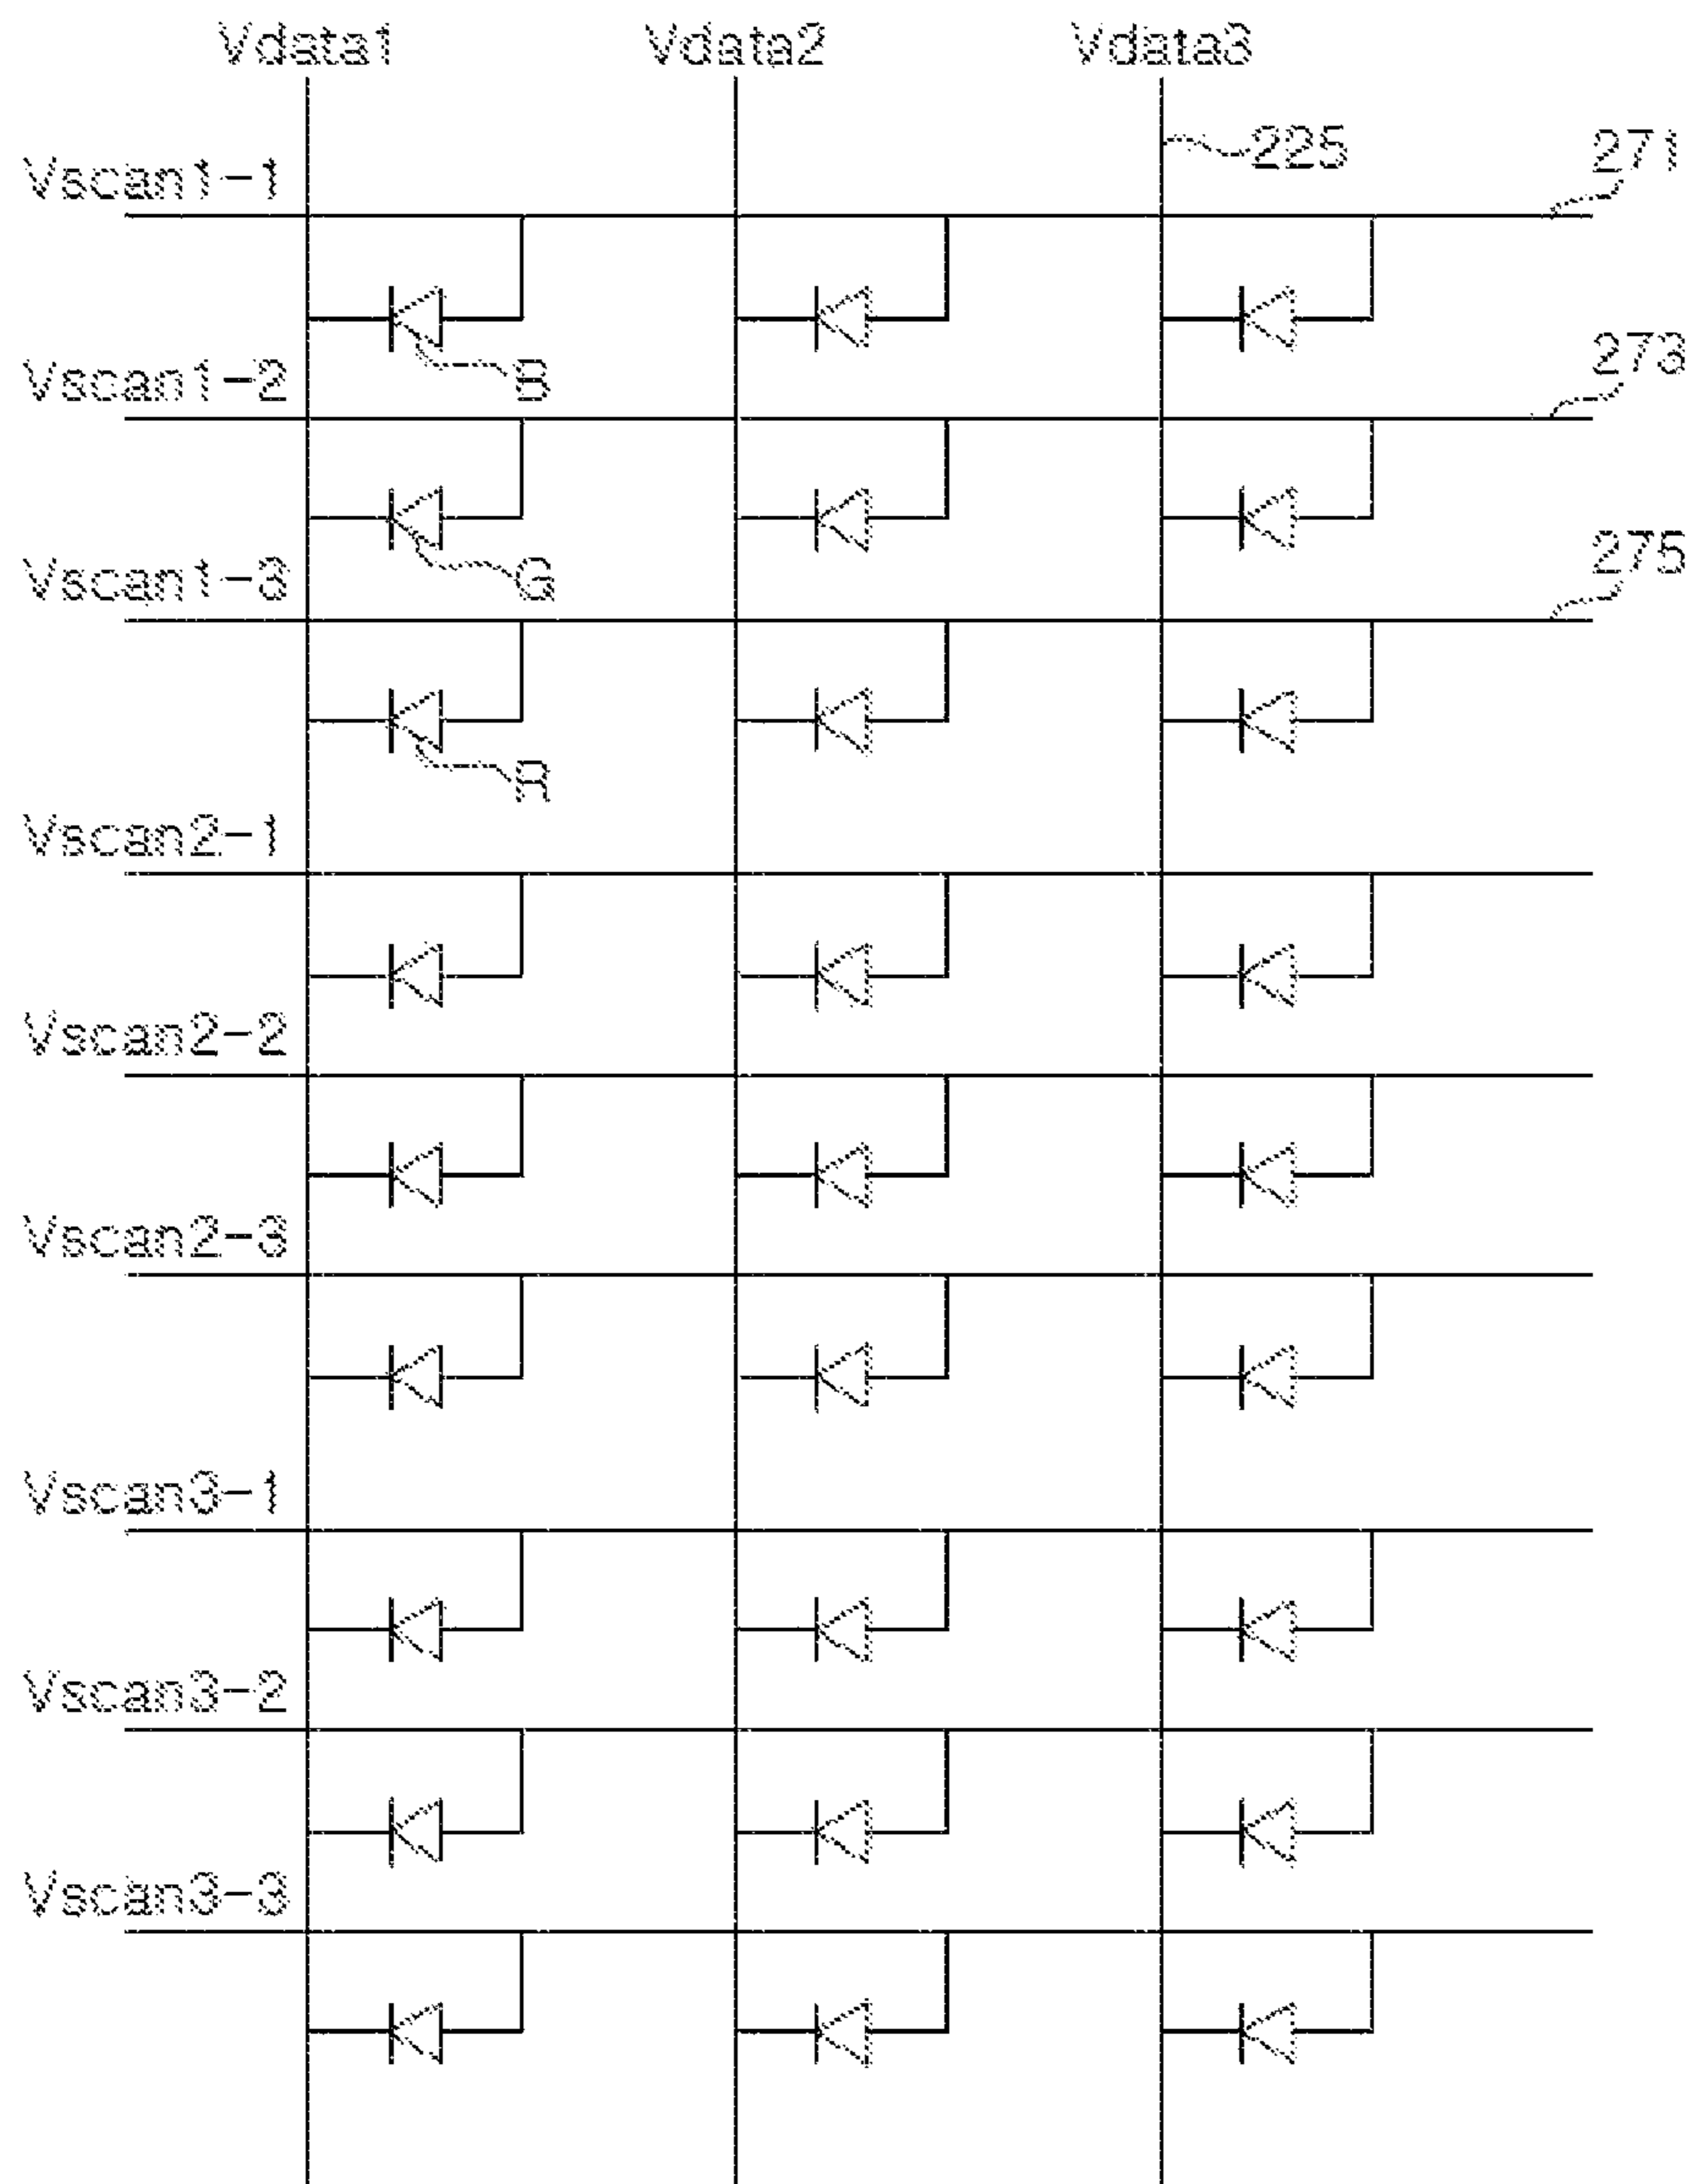 Vdata1 Vdata2 Vdata3
225 271
Vscan1-1
B
Vscan1-2 273
G
Vscan1-3 275
R
Vscan2-1
Vscan2-2
Vscan2-3
Vscan3-1
Vscan3-2
Vscan3-3